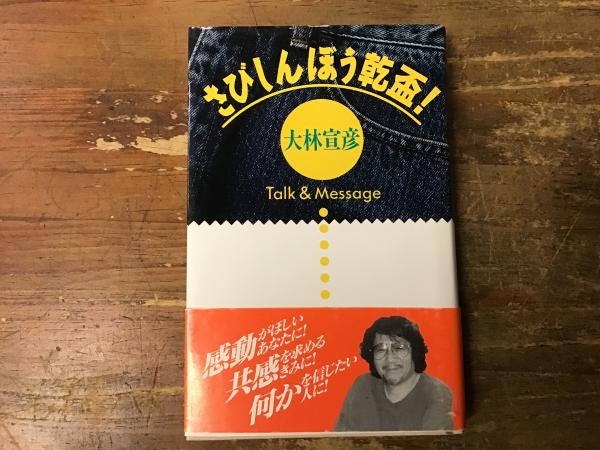 さびしんぼう乾盃!
大林宣彦
Talk & Message
感動がほしいあなたに!
共感を求めるきみに!
何かを信じたい人に!